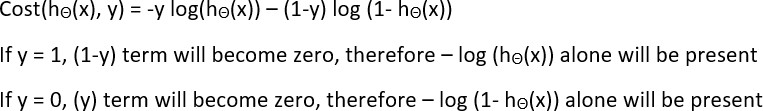 Cost(hΘ(x), y) = -y log(hΘ(x)) – (1-y) log (1- hΘ(x))
If y = 1, (1-y) term will become zero, therefore – log (hΘ(x)) alone will be present
If y = 0, (y) term will become zero, therefore – log (1- hΘ(x)) alone will be present